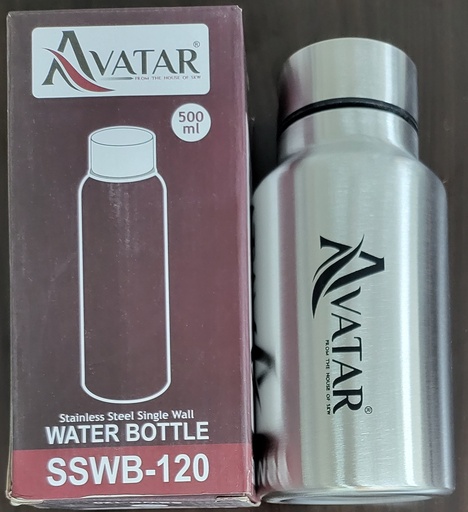 AVATAR®
FROM THE HOUSE OF SEW
500
ml
Stainless Steel Single Wall
WATER BOTTLE
SSWB-120
AVATAR®
FROM THE HOUSE OF SEW